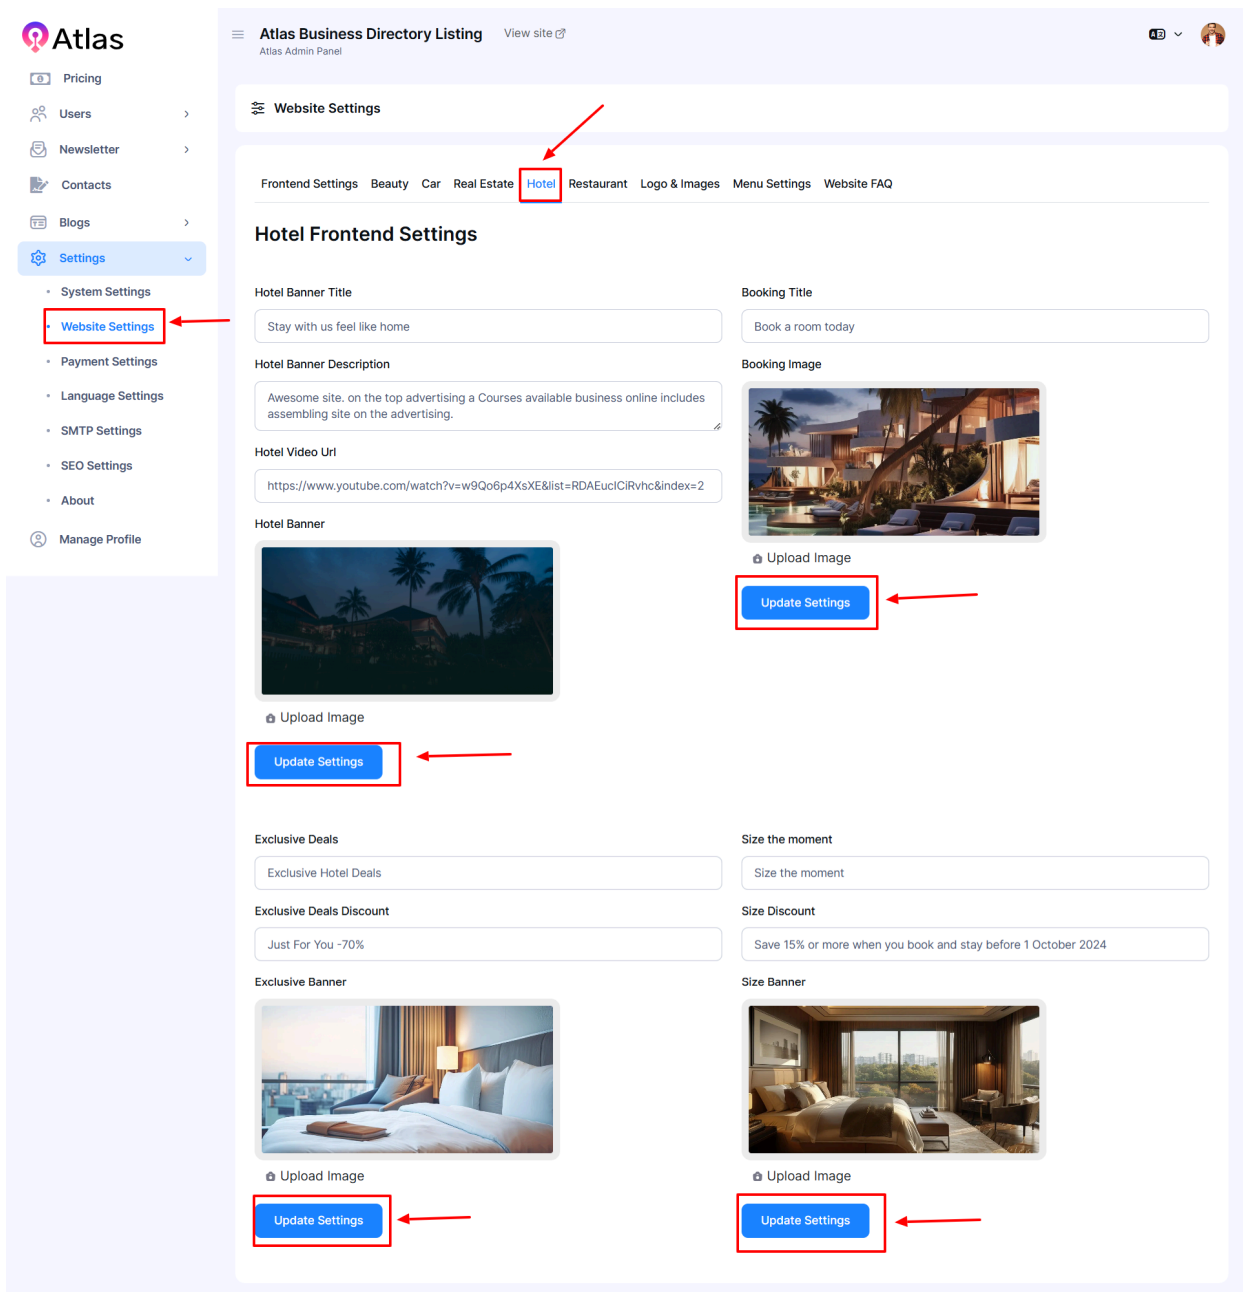 Atlas
Atlas Business Directory Listing
View site
Atlas Admin Panel
Pricing
Users
Newsletter
Contacts
Blogs
Settings
System Settings
Website Settings
Payment Settings
Language Settings
SMTP Settings
SEO Settings
About
Manage Profile
Website Settings
Frontend Settings Beauty Car Real Estate Hotel Restaurant Logo & Images Menu Settings Website FAQ
Hotel Frontend Settings
Hotel Banner Title
Stay with us feel like home
Hotel Banner Description
Awesome site. on the top advertising a Courses available business online includes
assembling site on the advertising.
Hotel Video Url
https://www.youtube.com/watch?v=w9Qo6p4XsXE&list=RDAEucICiRvhc&index=2
Hotel Banner
Upload Image
Update Settings
Booking Title
Book a room today
Booking Image
Upload Image
Update Settings
Exclusive Deals
Exclusive Hotel Deals
Exclusive Deals Discount
Just For You -70%
Exclusive Banner
Upload Image
Update Settings
Size the moment
Size the moment
Size Discount
Save 15% or more when you book and stay before 1 October 2024
Size Banner
Upload Image
Update Settings